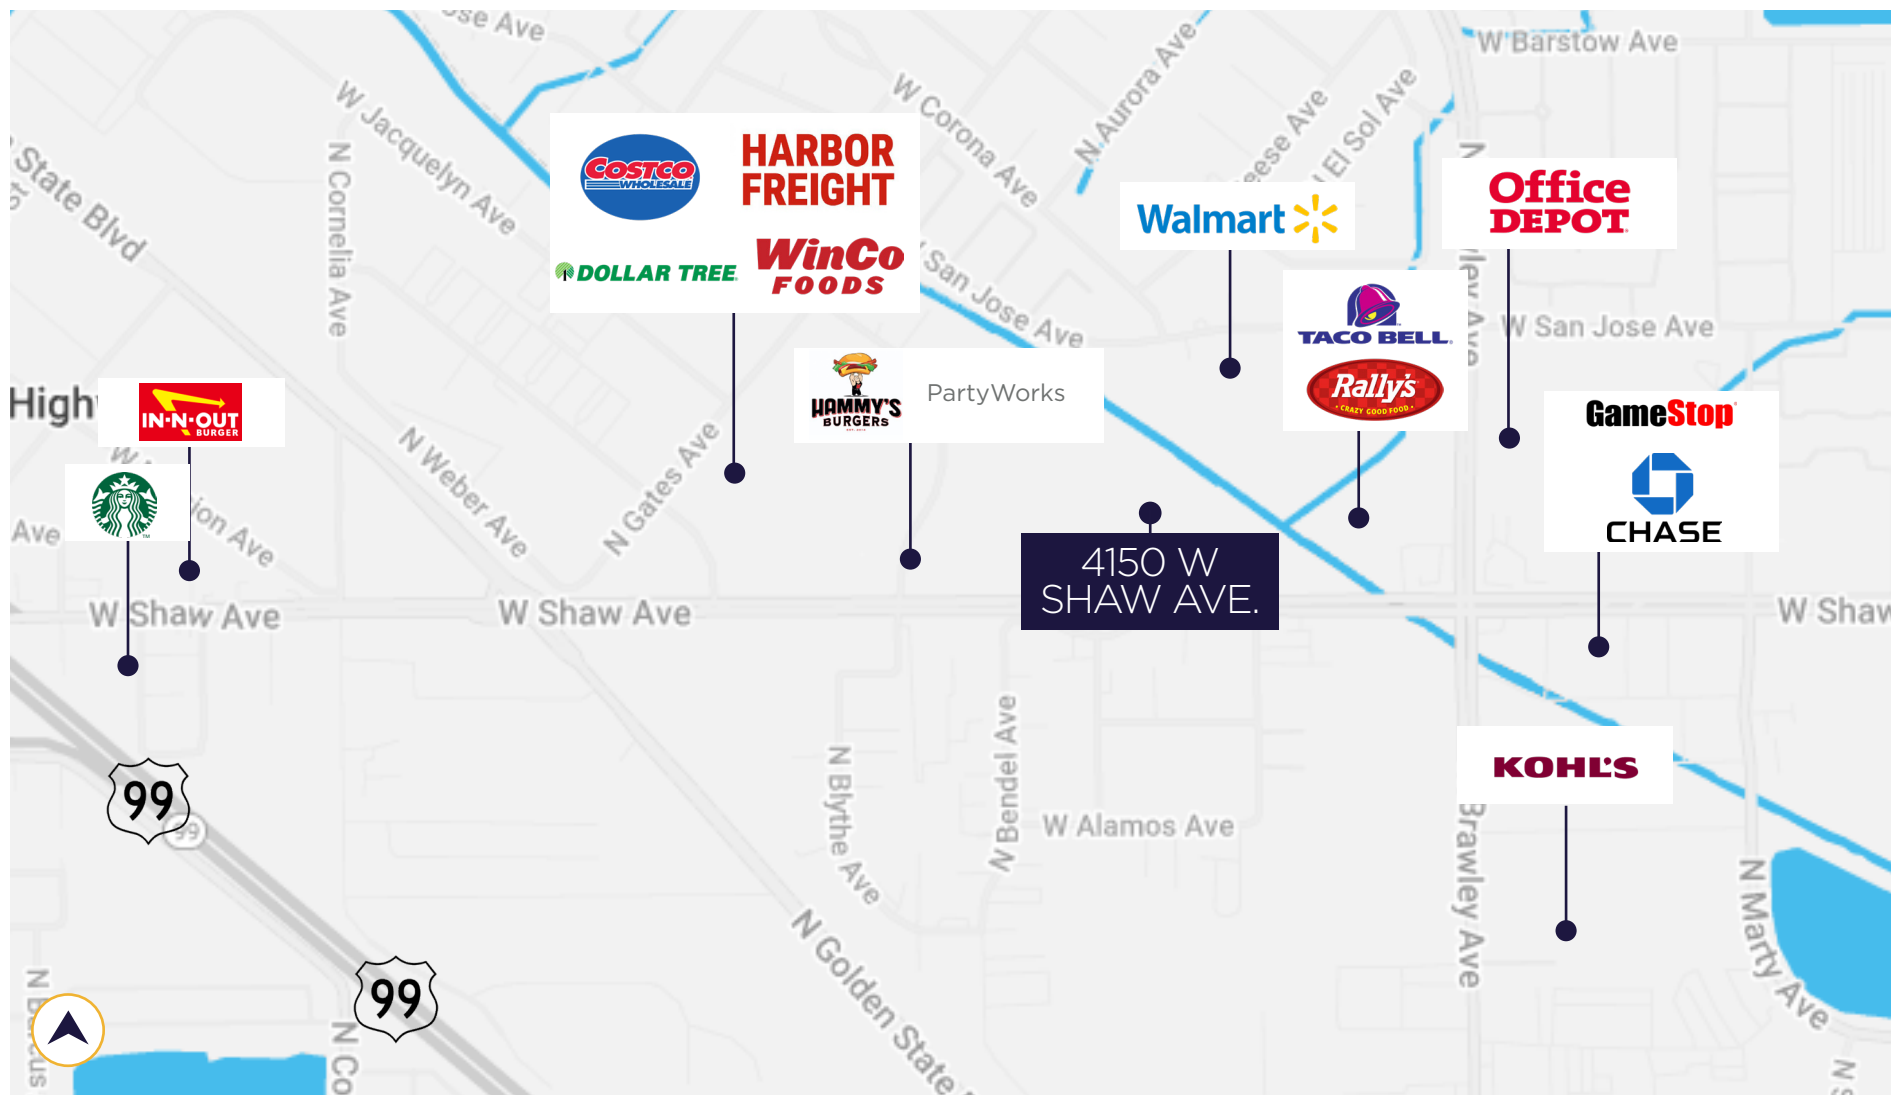 W Barstow Ave
ose Ave
N Aurora Ave
W Corona Ave
El Sol Ave
W Jacquelyn Ave
N Cornelia Ave
State Blvd
COSTCO
WHOLESALE
HARBOR
FREIGHT
DOLLAR TREE
WinCo
FOODS
Walmart
Office
DEPOT
San Jose Ave
W San Jose Ave
TACO BELL
Rally's
CRAZY GOOD FOOD
HAMMY'S
BURGERS
PartyWorks
High
IN-N-OUT
BURGER
GameStop
CHASE
N Weber Ave
N Gates Ave
Ave
ion Ave
4150 W
SHAW AVE.
W Shaw Ave
W Shaw Ave
W Shaw
KOHL'S
99
99
N Blythe Ave
N Bendel Ave
W Alamos Ave
Brawley Ave
N Marty Ave
N Golden State
99
N Co